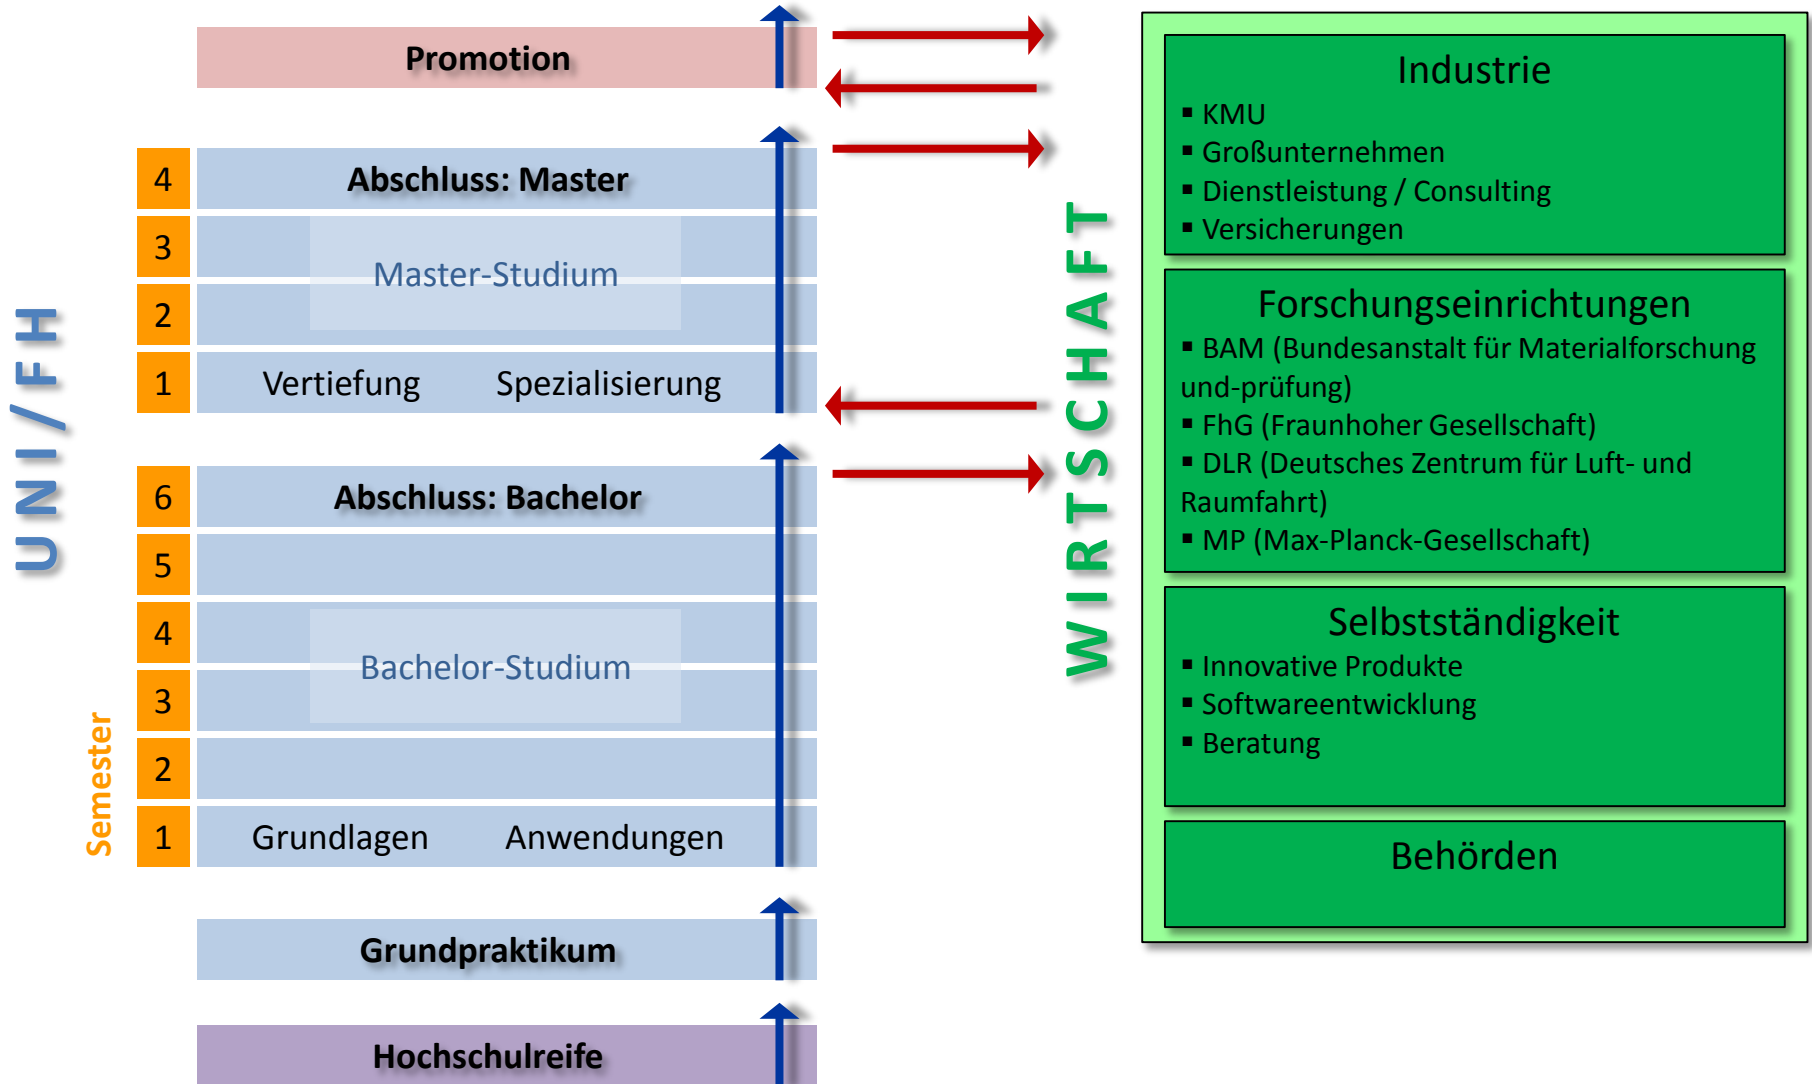 UNI/FH
Semester
Promotion
4 Abschluss: Master
3
Master-Studium
2
1 Vertiefung Spezialisierung
6 Abschluss: Bachelor
5
4
Bachelor-Studium
3
2
1 Grundlagen Anwendungen
Grundpraktikum
Hochschulreife
WIRTSCHAFT
Industrie
▪ KMU
▪ Großunternehmen
▪ Dienstleistung / Consulting
▪ Versicherungen
Forschungseinrichtungen
▪ BAM (Bundesanstalt für Materialforschung
und-prüfung)
▪ FhG (Fraunhoher Gesellschaft)
▪ DLR (Deutsches Zentrum für Luft- und
Raumfahrt)
▪ MP (Max-Planck-Gesellschaft)
Selbstständigkeit
▪ Innovative Produkte
▪ Softwareentwicklung
▪ Beratung
Behörden